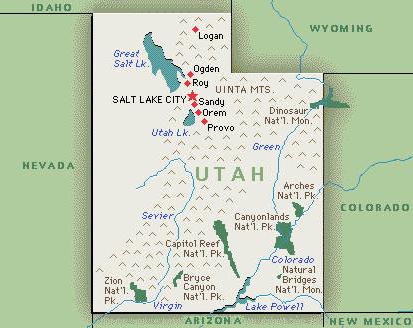 IDAHO
WYOMING
Logan
Great
Salt Lk.
Ogden
Roy
UINTA MTS.
SALT LAKE CITY
Sandy
Orem
Utah Lk.
Provo
Dinosaur
Nat'l. Mon.
Green
NEVADA
UTAH
Arches
Nat'l. Pk.
COLORADO
Sevier
Canyonlands
Nat'l. Pk.
Capitol Reef
Nat'l. Pk.
Colorado
Natural
Bridges
Nat'l. Mon.
Zion
Nat'l.
Pk.
Bryce
Canyon
Nat'l. Pk.
Virgin
Lake Powell
ARIZONA
NEW MEXICO